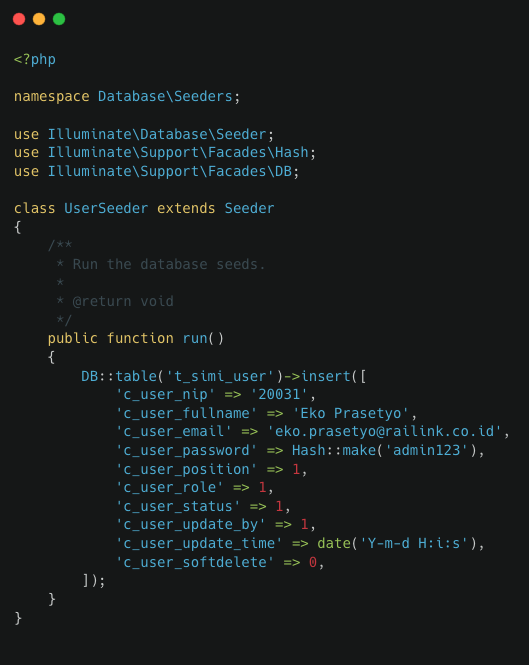 <?php

namespace Database\Seeders;

use Illuminate\Database\Seeder;
use Illuminate\Support\Facades\Hash;
use Illuminate\Support\Facades\DB;

class UserSeeder extends Seeder
{
    /**
     * Run the database seeds.
     *
     * @return void
     */
    public function run()
    {
        DB::table('t_simi_user')->insert([
            'c_user_nip' => '20031',
            'c_user_fullname' => 'Eko Prasetyo',
            'c_user_email' => 'eko.prasetyo@railink.co.id',
            'c_user_password' => Hash::make('admin123'),
            'c_user_position' => 1,
            'c_user_role' => 1,
            'c_user_status' => 1,
            'c_user_update_by' => 1,
            'c_user_update_time' => date('Y-m-d H:i:s'),
            'c_user_softdelete' => 0,
        ]);
    }
}